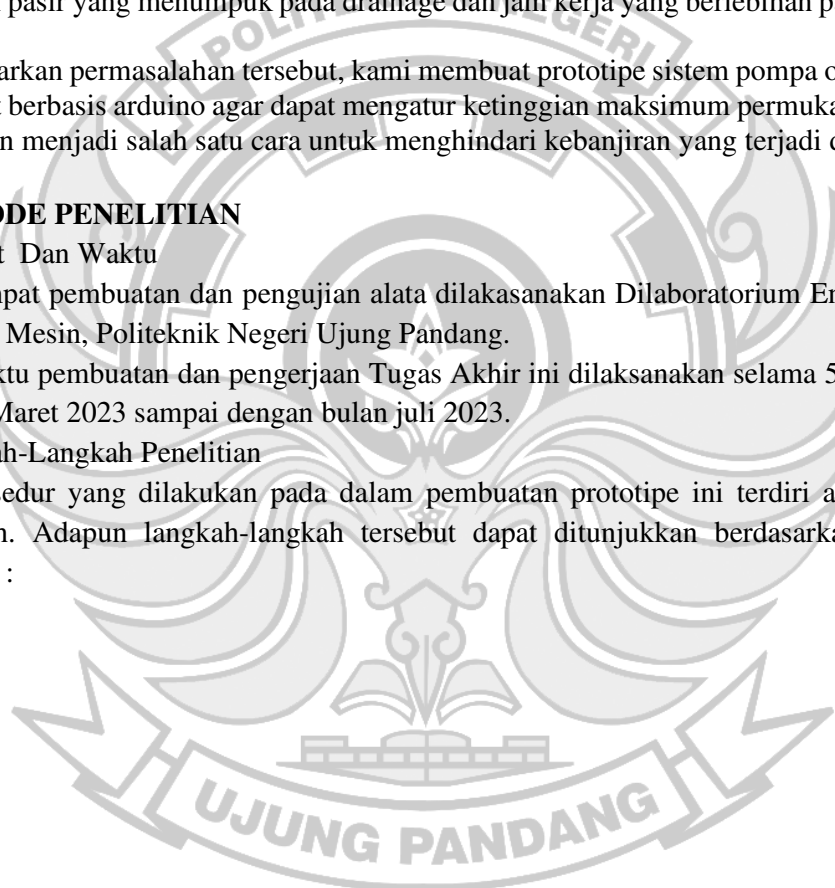 pasir yang menumpuk pada drainage dan jam kerja yang berlebihan p
arkan permasalahan tersebut, kami membuat prototipe sistem pompa o
berbasis arduino agar dapat mengatur ketinggian maksimum permuka
n menjadi salah satu cara untuk menghindari kebanjiran yang terjadi d
ODE PENELITIAN
t Dan Waktu
pat pembuatan dan pengujian alata dilakasanakan Dilaboratorium En
Mesin, Politeknik Negeri Ujung Pandang.
ktu pembuatan dan pengerjaan Tugas Akhir ini dilaksanakan selama 5
Maret 2023 sampai dengan bulan juli 2023.
ah-Langkah Penelitian
sedur yang dilakukan pada dalam pembuatan prototipe ini terdiri a
n. Adapun langkah-langkah tersebut dapat ditunjukkan berdasarka
:
UJUNG PANDANG